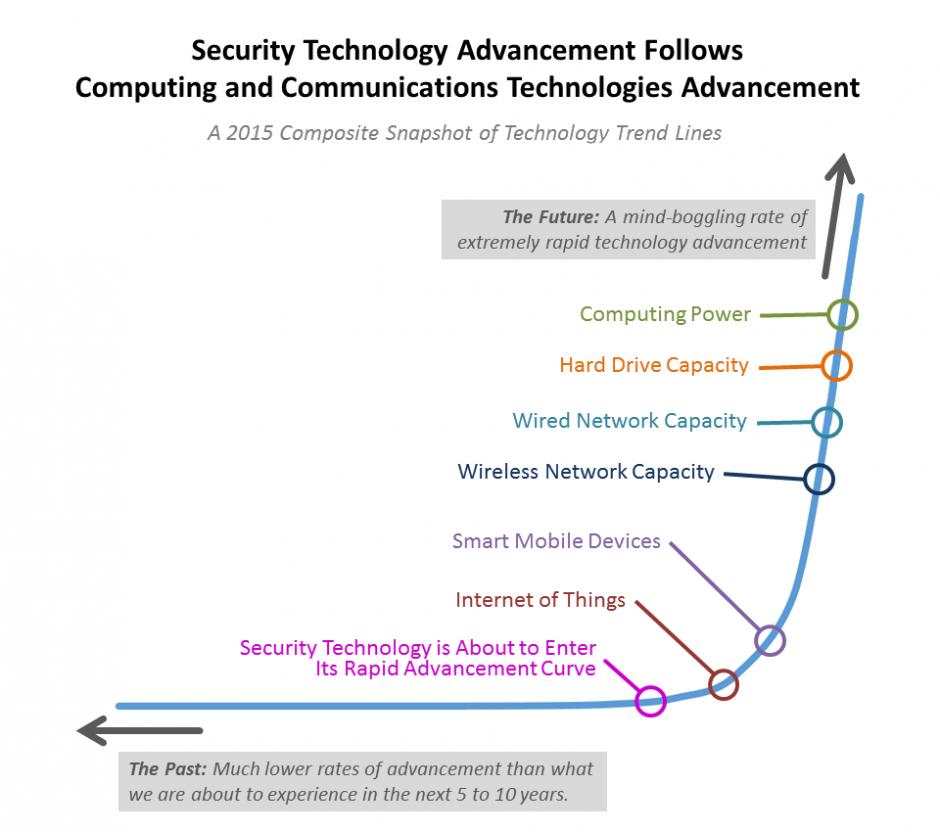 Security Technology Advancement Follows
Computing and Communications Technologies Advancement
A 2015 Composite Snapshot of Technology Trend Lines
The Future: A mind-boggling rate of
extremely rapid technology advancement
Computing Power
Hard Drive Capacity
Wired Network Capacity
Wireless Network Capacity
Smart Mobile Devices
Internet of Things
Security Technology is About to Enter
Its Rapid Advancement Curve
The Past: Much lower rates of advancement than what
we are about to experience in the next 5 to 10 years.